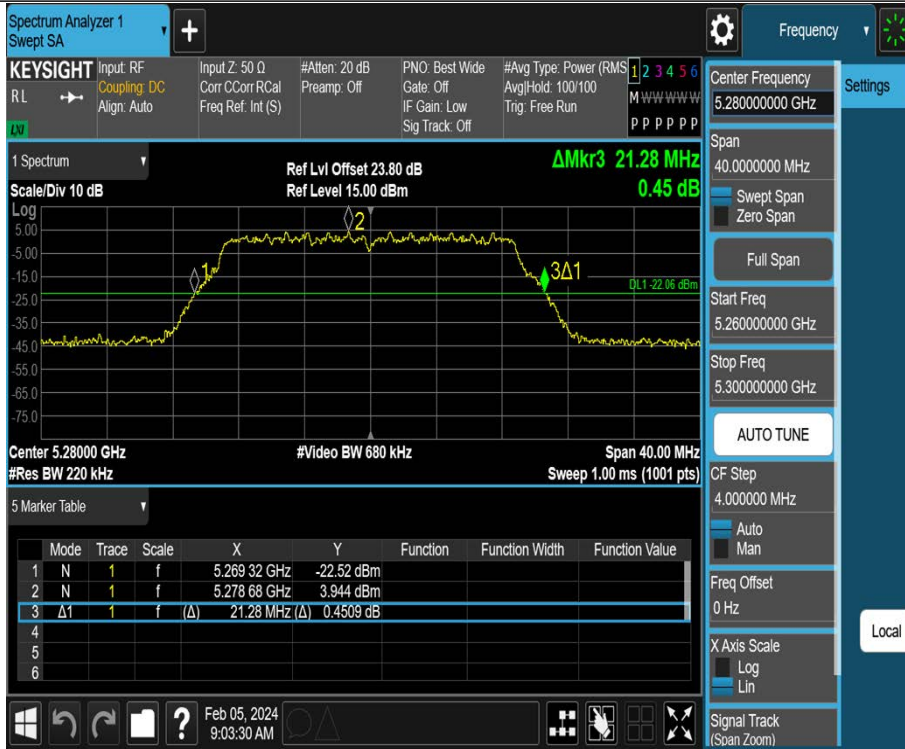 Spectrum Analyzer 1
Swept SA
+
Frequency
KEYSIGHT
RL
LXI
Input: RF
Coupling: DC
Align: Auto
Input Z: 50 Ω
Corr CCorr RCal
Freq Ref: Int (S)
#Atten: 20 dB
Preamp: Off
PNO: Best Wide
Gate: Off
IF Gain: Low
Sig Track: Off
#Avg Type: Power (RMS
Avg|Hold: 100/100
Trig: Free Run
1 2 3 4 5 6
M W W W W W
P P P P P P
Settings
1 Spectrum
Ref Lvl Offset 23.80 dB
ΔMkr3 21.28 MHz
Scale/Div 10 dB
Ref Level 15.00 dBm
0.45 dB
Log
5.00
-5.00
-15.0
-25.0
-35.0
-45.0
-55.0
-65.0
-75.0
2
1
3Δ1
DL1 -22.06 dBm
Center 5.28000 GHz
#Video BW 680 kHz
Span 40.00 MHz
#Res BW 220 kHz
Sweep 1.00 ms (1001 pts)
5 Marker Table
Mode Trace Scale X Y Function Function Width Function Value
1 N 1 f 5.269 32 GHz -22.52 dBm
2 N 1 f 5.278 68 GHz 3.944 dBm
3 Δ1 1 f (Δ) 21.28 MHz (Δ) 0.4509 dB
4
5
6
Center Frequency
5.280000000 GHz
Span
40.0000000 MHz
Swept Span
Zero Span
Full Span
Start Freq
5.260000000 GHz
Stop Freq
5.300000000 GHz
AUTO TUNE
CF Step
4.000000 MHz
Auto
Man
Freq Offset
0 Hz
X Axis Scale
Log
Lin
Signal Track
(Span Zoom)
Local
?
Feb 05, 2024
9:03:30 AM